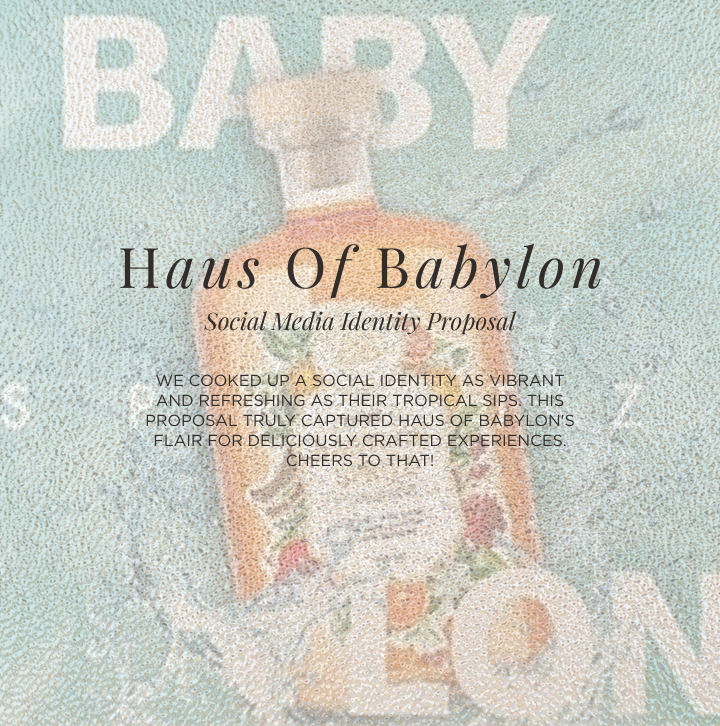 BABY
Haus Of Babylon
Social Media Identity Proposal
WE COOKED UP A SOCIAL IDENTITY AS VIBRANT
AND REFRESHING AS THEIR TROPICAL SIPS. THIS
PROPOSAL TRULY CAPTURED HAUS OF BABYLON'S
FLAIR FOR DELICIOUSLY CRAFTED EXPERIENCES.
CHEERS TO THAT!
LON